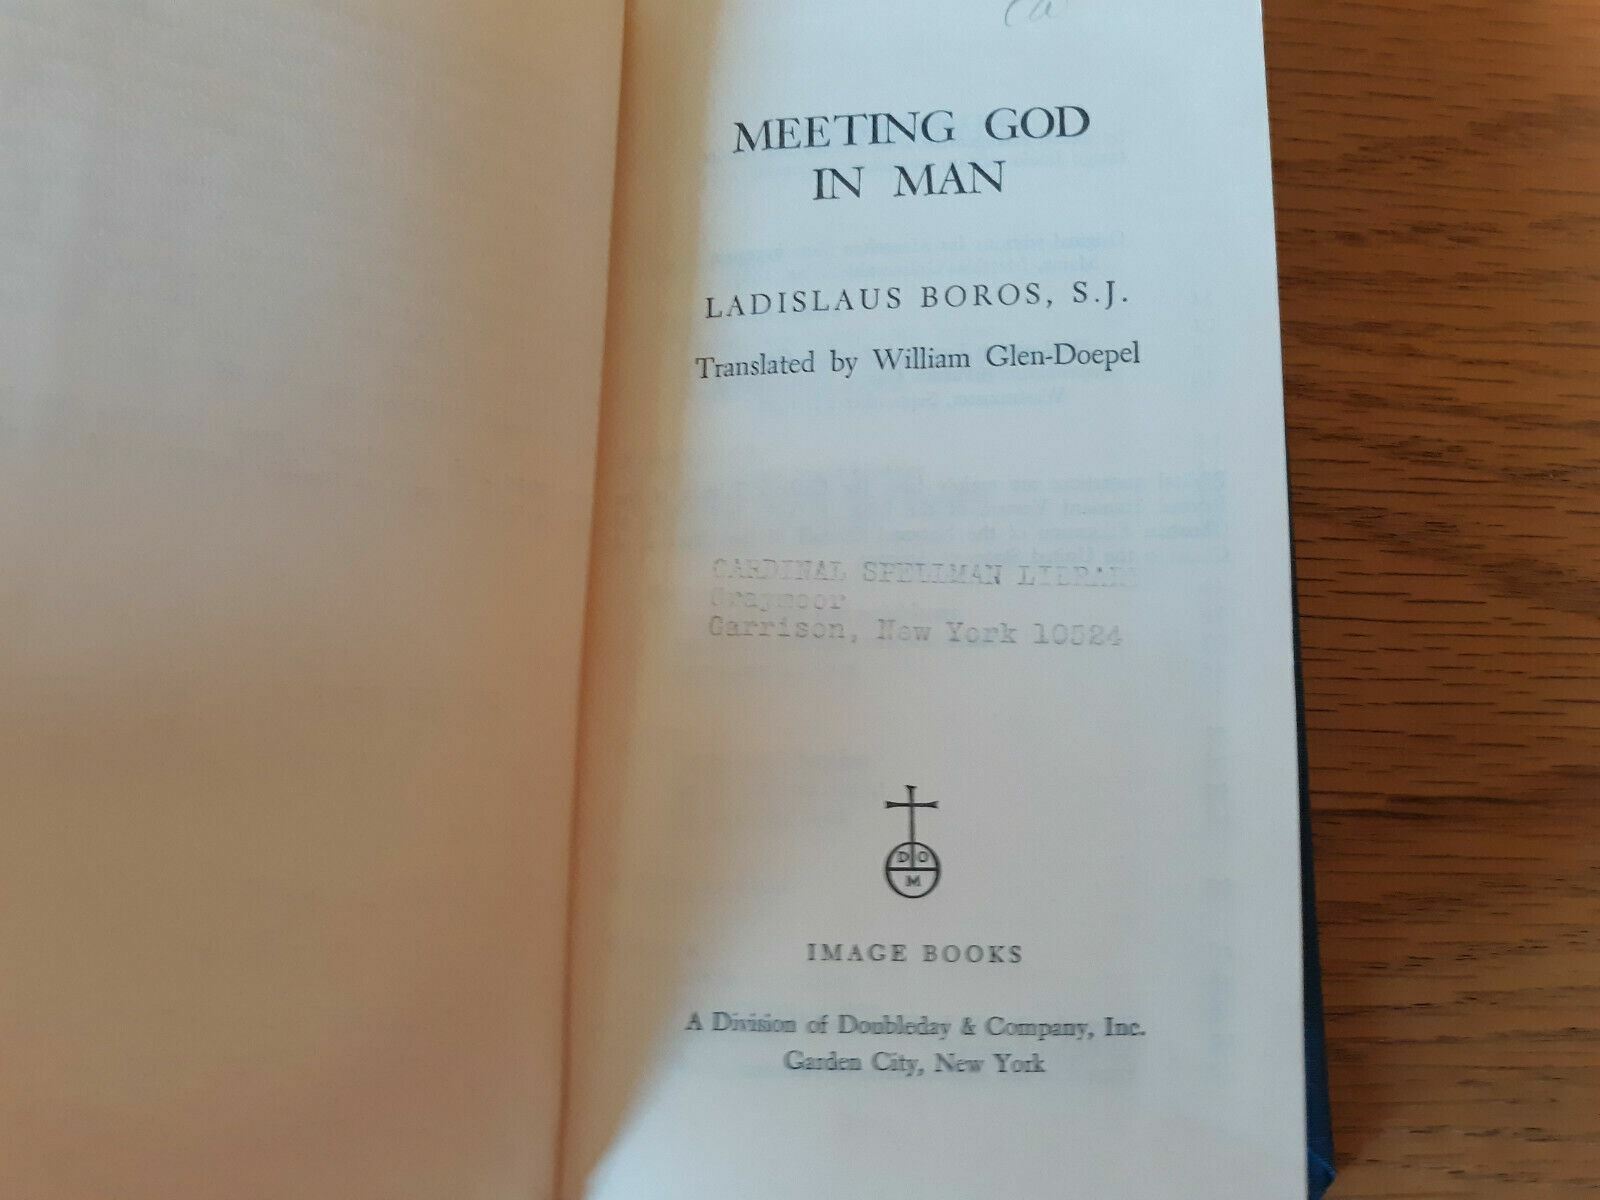 MEETING GOD
IN MAN
LADISLAUS BOROS, S.J.
Translated by William Glen-Doepel
CARDINAL SPELLMAN LIBRARY
Graymoor
Garrison, New York 10524
D O
M
IMAGE BOOKS
A Division of Doubleday & Company, Inc.
Garden City, New York